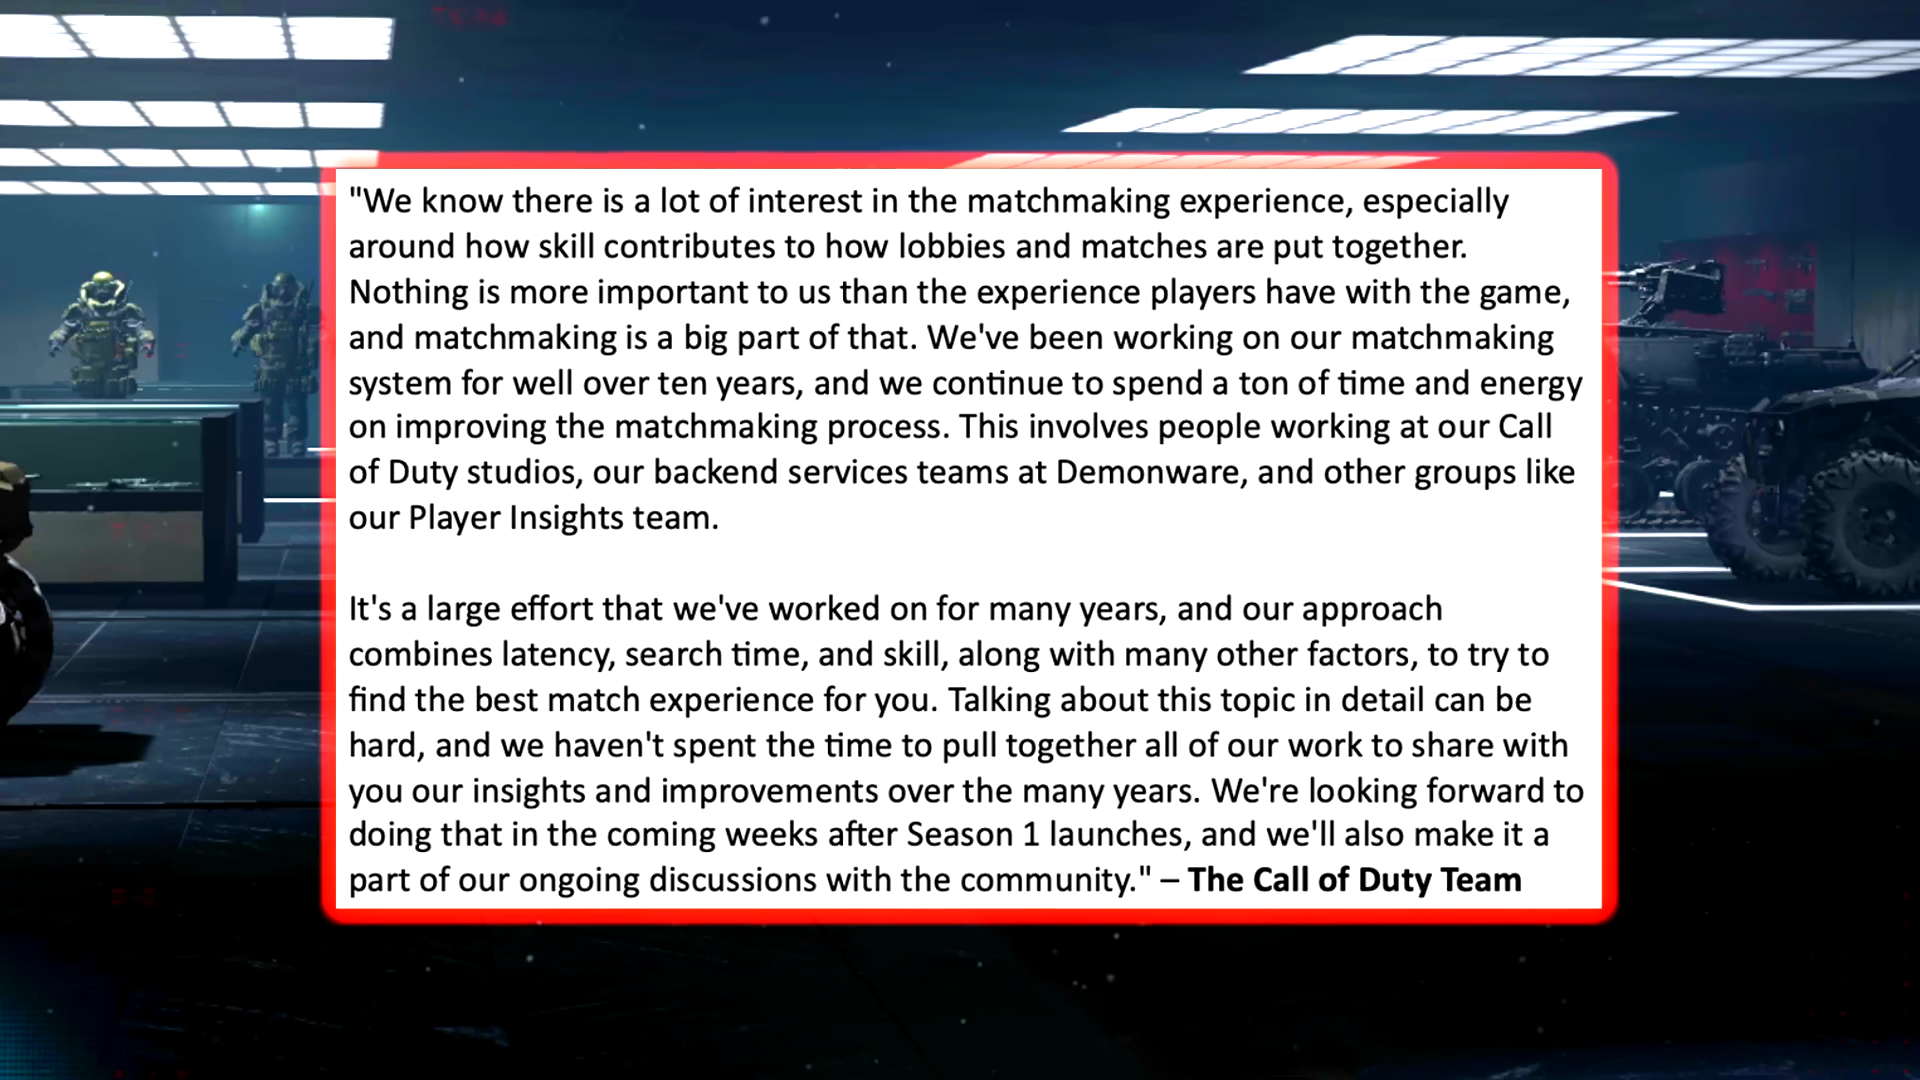 "We know there is a lot of interest in the matchmaking experience, especially
around how skill contributes to how lobbies and matches are put together.
Nothing is more important to us than the experience players have with the game,
and matchmaking is a big part of that. We've been working on our matchmaking
system for well over ten years, and we continue to spend a ton of time and energy
on improving the matchmaking process. This involves people working at our Call
of Duty studios, our backend services teams at Demonware, and other groups like
our Player Insights team.
It's a large effort that we've worked on for many years, and our approach
combines latency, search time, and skill, along with many other factors, to try to
find the best match experience for you. Talking about this topic in detail can be
hard, and we haven't spent the time to pull together all of our work to share with
you our insights and improvements over the many years. We're looking forward to
doing that in the coming weeks after Season 1 launches, and we'll also make it a
part of our ongoing discussions with the community." – The Call of Duty Team